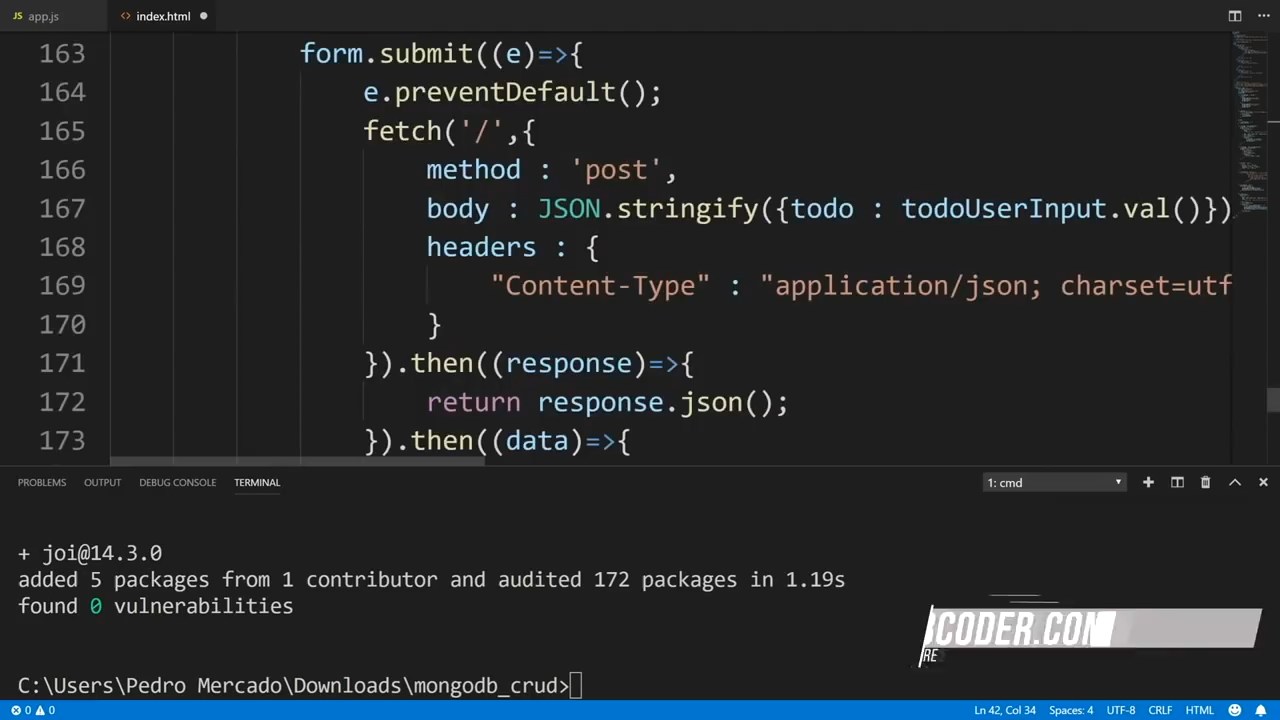 JS app.js
<> index.html
163 form.submit((e)=>{
164 e.preventDefault();
165 fetch('/',{
166 method : 'post',
167 body : JSON.stringify({todo : todoUserInput.val()})
168 headers : {
169 "Content-Type" : "application/json; charset=utf
170 }
171 }).then((response)=>{
172 return response.json();
173 }).then((data)=>{
PROBLEMS OUTPUT DEBUG CONSOLE TERMINAL 1: cmd
+ joi@14.3.0
added 5 packages from 1 contributor and audited 172 packages in 1.19s
found 0 vulnerabilities
C:\Users\Pedro Mercado\Downloads\mongodb_crud>
Ln 42, Col 34 Spaces: 4 UTF-8 CRLF HTML
0 0